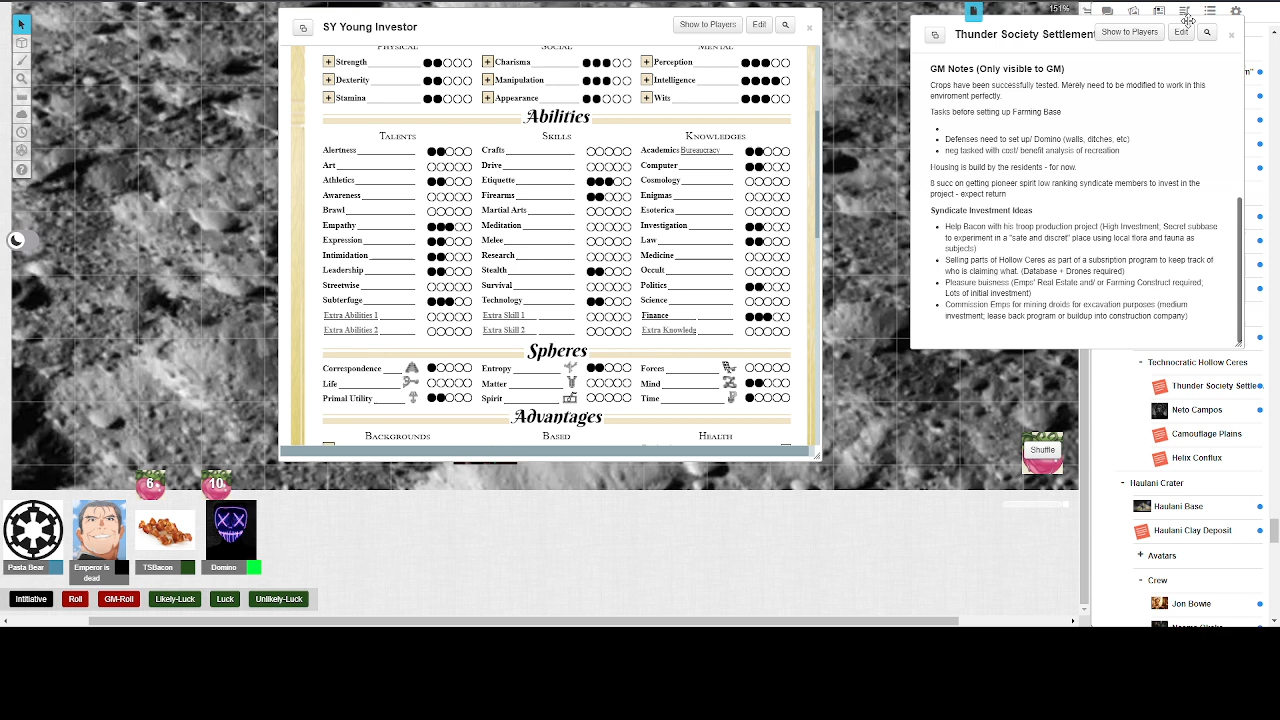 151%
SY Young Investor
Show to Players
Edit
PHYSICAL
SOCIAL
MENTAL
Strength
Charisma
Perception
Dexterity
Manipulation
Intelligence
Stamina
Appearance
Wits
Abilities
TALENTS
SKILLS
KNOWLEDGES
Alertness
Crafts
Academics Bureaucracy
Art
Drive
Computer
Athletics
Etiquette
Cosmology
Awareness
Firearms
Enigmas
Brawl
Martial Arts
Esoterica
Empathy
Meditation
Investigation
Expression
Melee
Law
Intimidation
Research
Medicine
Leadership
Stealth
Occult
Streetwise
Survival
Politics
Subterfuge
Technology
Science
Extra Abilities 1
Extra Skill 1
Finance
Extra Abilities 2
Extra Skill 2
Extra Knowledg
Spheres
Correspondence
Entropy
Forces
Life
Matter
Mind
Primal Utility
Spirit
Time
Advantages
BACKGROUNDS
BASED
HEALTH
Thunder Society Settlement
Show to Players
Edit
GM Notes (Only visible to GM)
Crops have been successfully tested. Merely need to be modified to work in this
enviroment perfectly.
Tasks before setting up Farming Base
Defenses need to set up/ Domino (walls, ditches, etc)
neg tasked with cost/ benefit analysis of recreation
Housing is build by the residents - for now.
8 succ on getting pioneer spirit low ranking syndicate members to invest in the
project - expect return
Syndicate Investment Ideas
Help Bacon with his troop production project (High Investment; Secret subbase
to experiment in a "safe and discret" place using local flora and fauna as
subjects)
Selling parts of Hollow Ceres as part of a subsription program to keep track of
who is claiming what. (Database + Drones required)
Pleasure buisness (Emps' Real Estate and/ or Farming Construct required;
Lots of initial investment)
Commission Emps for mining droids for excavation purposes (medium
investment; lease back program or buildup into construction company)
Technocratic Hollow Ceres
Thunder Society Settle
Neto Campos
Camouflage Plains
Helix Conflux
Haulani Crater
Haulani Base
Haulani Clay Deposit
Avatars
Crew
Jon Bowie
Shuffle
6
10
Pasta Bear
Emperor is
dead
TSBacon
Domino
Intitiative
Roll
GM-Roll
Likely-Luck
Luck
Unlikely-Luck